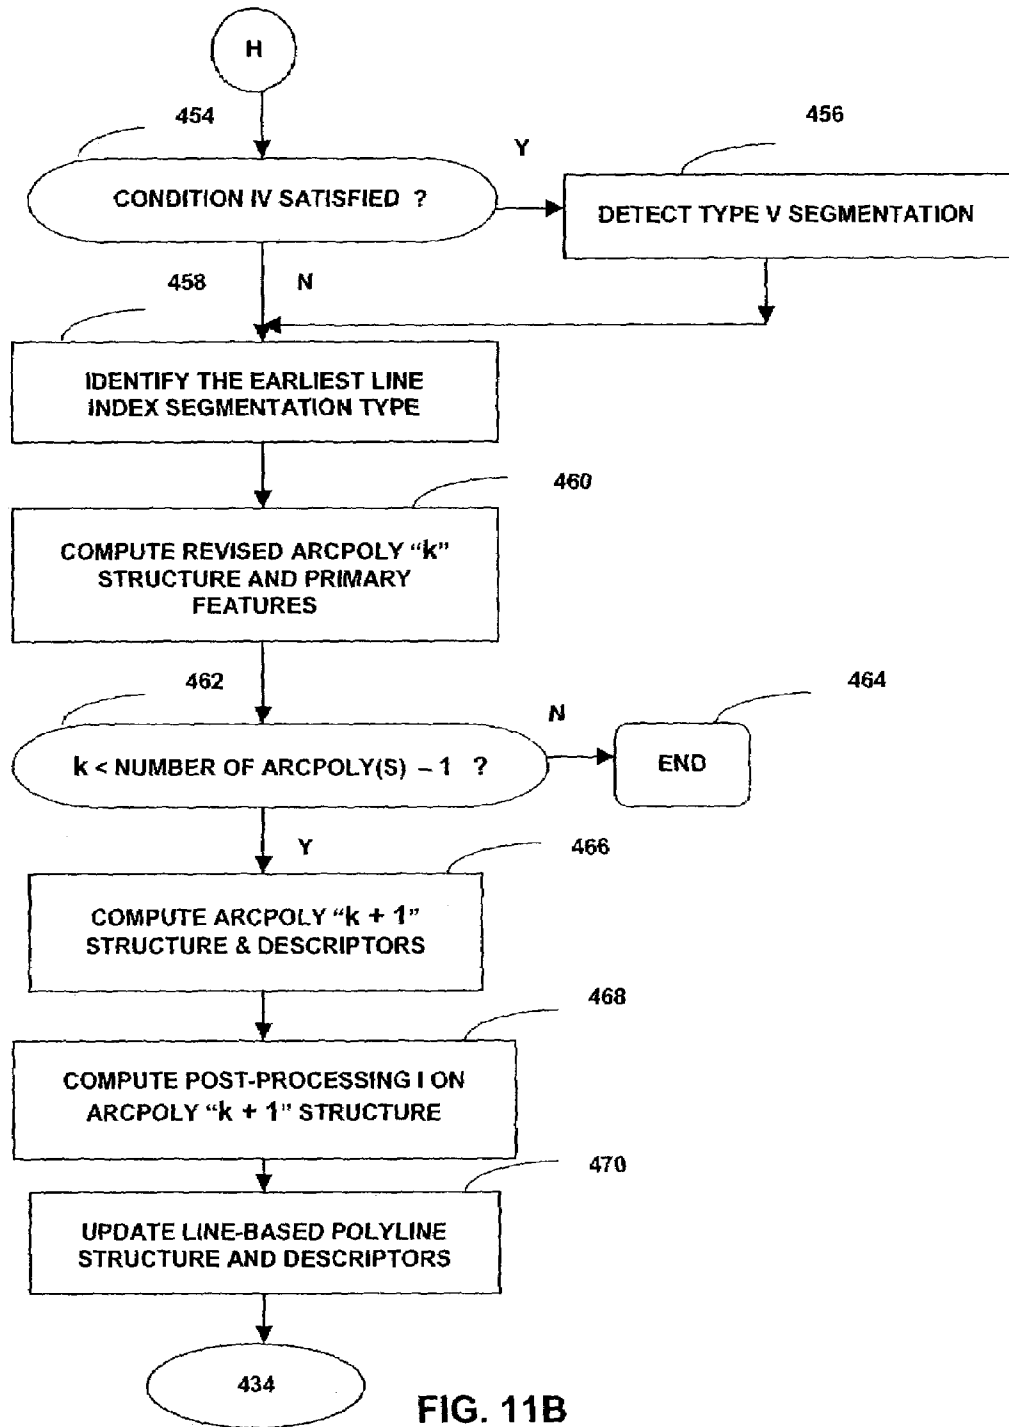 H
454
CONDITION IV SATISFIED ?
Y
456
DETECT TYPE V SEGMENTATION
N
458
IDENTIFY THE EARLIEST LINE
INDEX SEGMENTATION TYPE
460
COMPUTE REVISED ARCPOLY “k”
STRUCTURE AND PRIMARY
FEATURES
462
k < NUMBER OF ARCPOLY(S) – 1 ?
N
464
END
Y
466
COMPUTE ARCPOLY “k + 1”
STRUCTURE & DESCRIPTORS
468
COMPUTE POST-PROCESSING I ON
ARCPOLY “k + 1” STRUCTURE
470
UPDATE LINE-BASED POLYLINE
STRUCTURE AND DESCRIPTORS
434
FIG. 11B